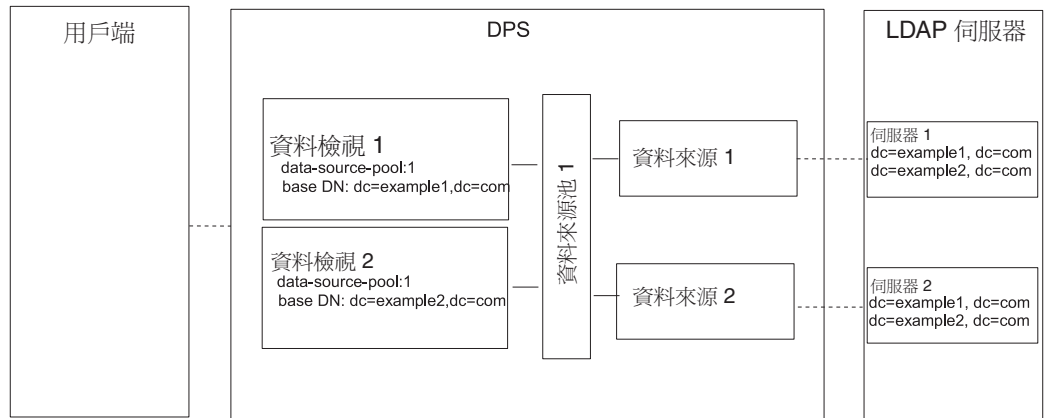 用戶端
DPS
LDAP 伺服器
資料檢視 1
data-source-pool:1
base DN: dc=example1,dc=com
資料檢視 2
data-source-pool:1
base DN: dc=example2,dc=com
資料來源池 1
資料來源 1
資料來源 2
伺服器 1
dc=example1, dc=com
dc=example2, dc=com
伺服器 2
dc=example1, dc=com
dc=example2, dc=com